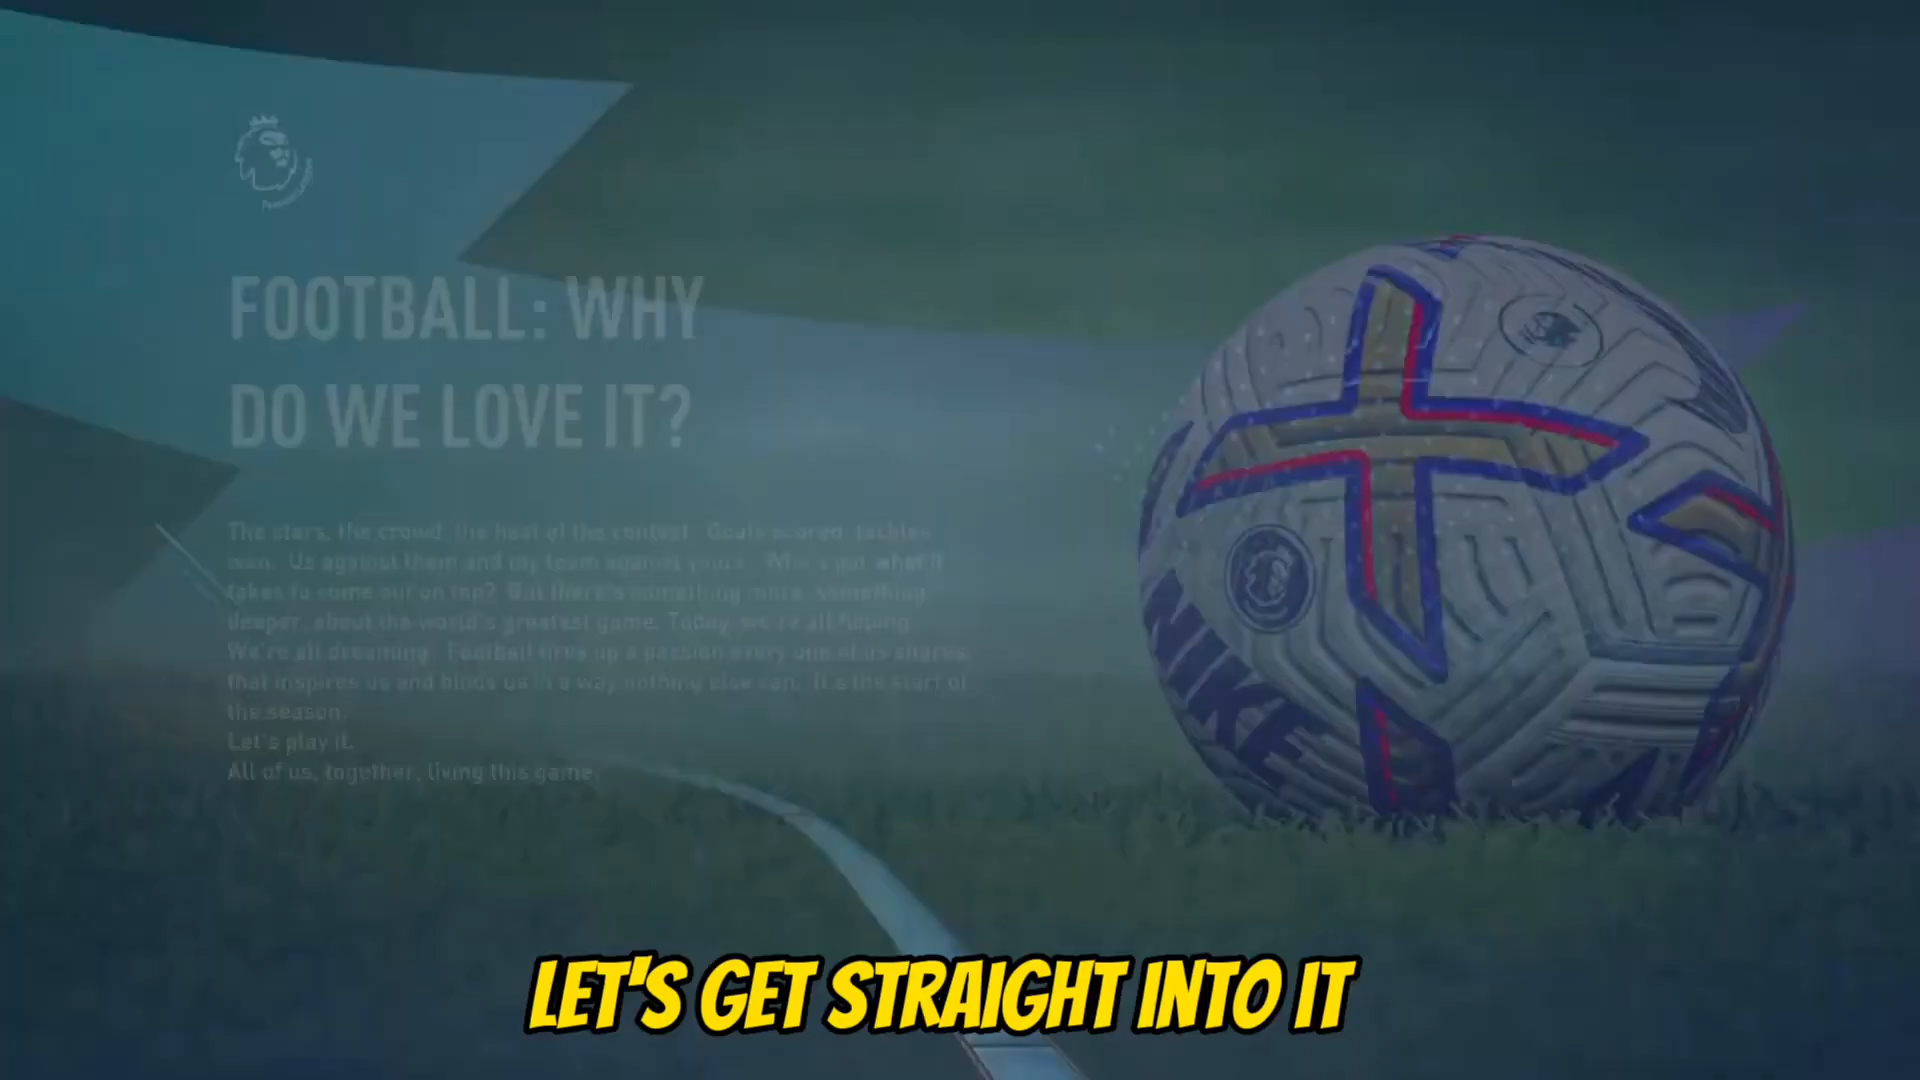 FOOTBALL: WHY
DO WE LOVE IT?
The stars, the crowd, the heat of the contest. Goals scored, tackles
won. Us against them and my team against yours. Who's got what it
takes to come out on top? But there's something more, something
deeper, about the world's greatest game. Today, we're all hoping.
We're all dreaming. Football fires up a passion every one of us shares,
that inspires us and binds us in a way nothing else can. It's the start of
the season.
Let's play it.
All of us, together, living this game.
NIKE
LET'S GET STRAIGHT INTO IT